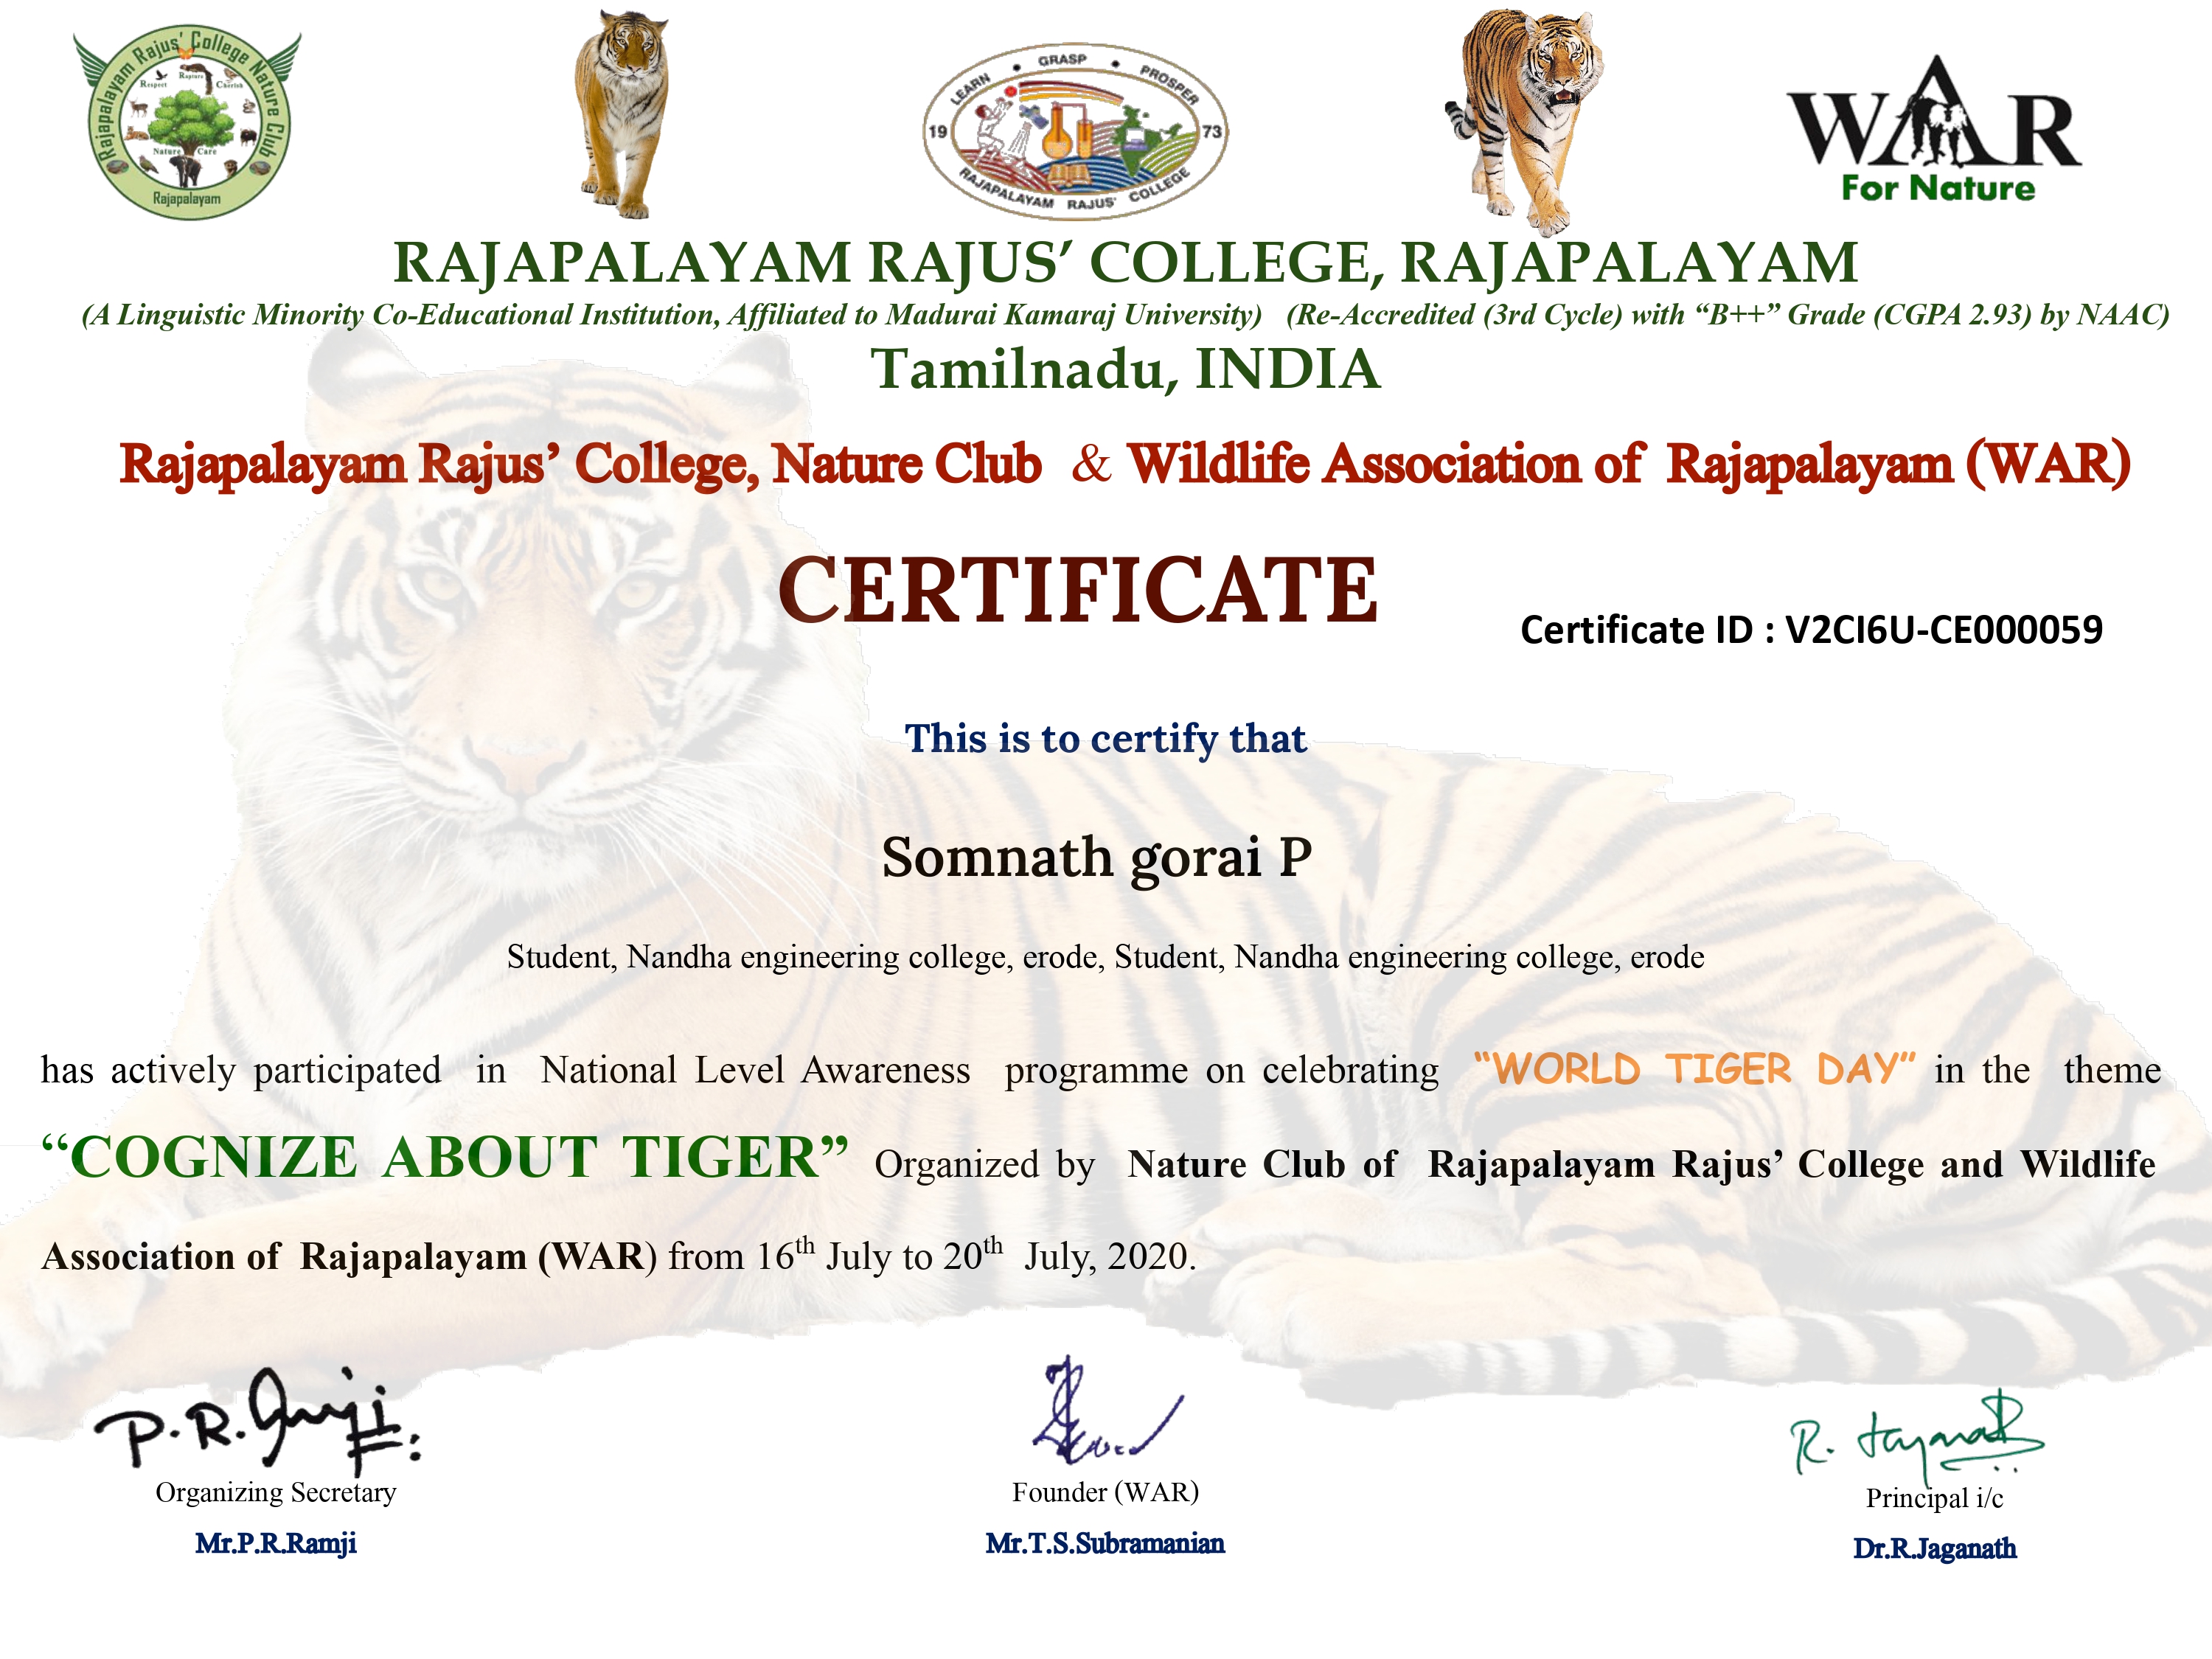 Rajapalayam Rajus' College Nature Club
Respect
Rapture
Cherish
Nature
Care
Rajapalayam
LEARN • GRASP • PROSPER
19
73
RAJAPALAYAM RAJUS' COLLEGE
WAR
For Nature
RAJAPALAYAM RAJUS’ COLLEGE, RAJAPALAYAM
(A Linguistic Minority Co-Educational Institution, Affiliated to Madurai Kamaraj University) (Re-Accredited (3rd Cycle) with “B++” Grade (CGPA 2.93) by NAAC)
Tamilnadu, INDIA
Rajapalayam Rajus’ College, Nature Club & Wildlife Association of Rajapalayam (WAR)
CERTIFICATE
Certificate ID : V2CI6U-CE000059
This is to certify that
Somnath gorai P
Student, Nandha engineering college, erode, Student, Nandha engineering college, erode
has actively participated in National Level Awareness programme on celebrating “WORLD TIGER DAY” in the theme
“COGNIZE ABOUT TIGER” Organized by Nature Club of Rajapalayam Rajus’ College and Wildlife
Association of Rajapalayam (WAR) from 16th July to 20th July, 2020.
P.R.Ramji
R. Jaganath
Organizing Secretary
Founder (WAR)
Principal i/c
Mr.P.R.Ramji
Mr.T.S.Subramanian
Dr.R.Jaganath